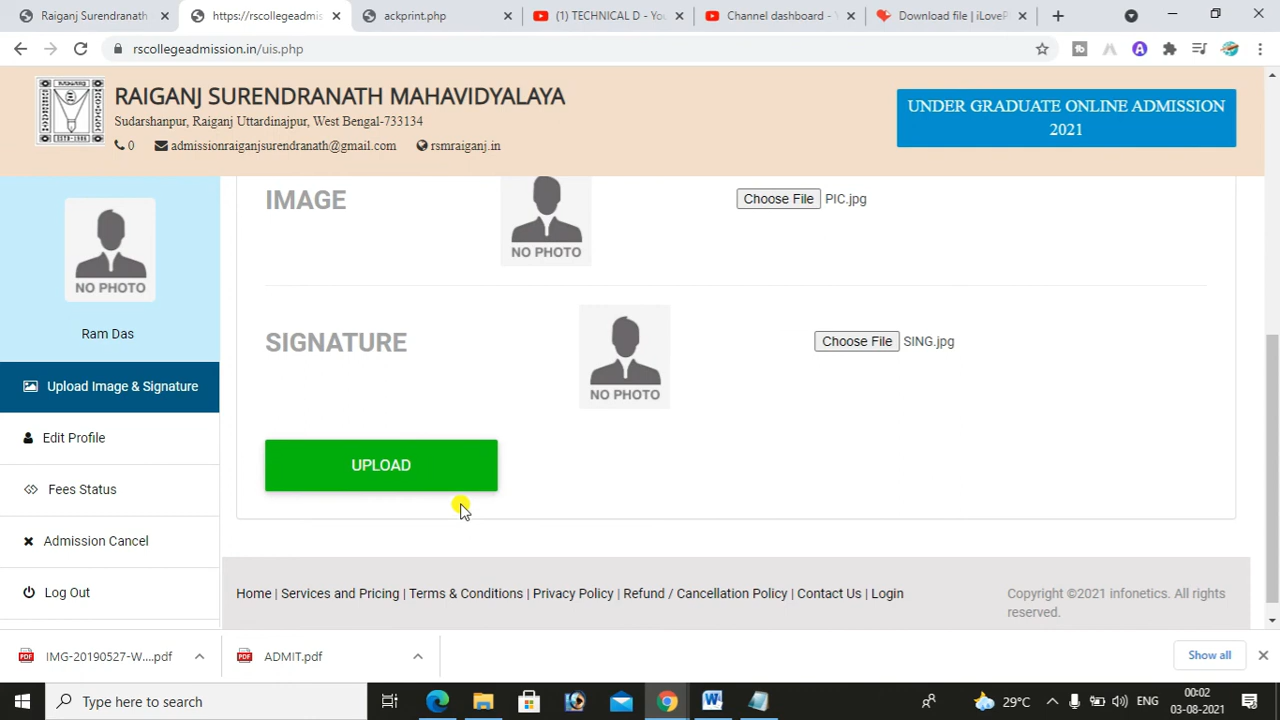 Raiganj Surendranath
https://rscollegeadmis
ackprint.php
(1) TECHNICAL D - You
Channel dashboard - Y
Download file | iLoveP
rscollegeadmission.in/uis.php
RAIGANJ SURENDRANATH MAHAVIDYALAYA
Sudarshanpur, Raiganj Uttardinajpur, West Bengal-733134
0 admissionraiganjsurendranath@gmail.com rsmraiganj.in
UNDER GRADUATE ONLINE ADMISSION
2021
NO PHOTO
Ram Das
Upload Image & Signature
Edit Profile
Fees Status
Admission Cancel
Log Out
IMAGE
NO PHOTO
Choose File PIC.jpg
SIGNATURE
NO PHOTO
Choose File SING.jpg
UPLOAD
Home | Services and Pricing | Terms & Conditions | Privacy Policy | Refund / Cancellation Policy | Contact Us | Login
Copyright ©2021 infonetics. All rights
reserved.
IMG-20190527-W....pdf
ADMIT.pdf
Show all
Type here to search
29°C
ENG
00:02
03-08-2021